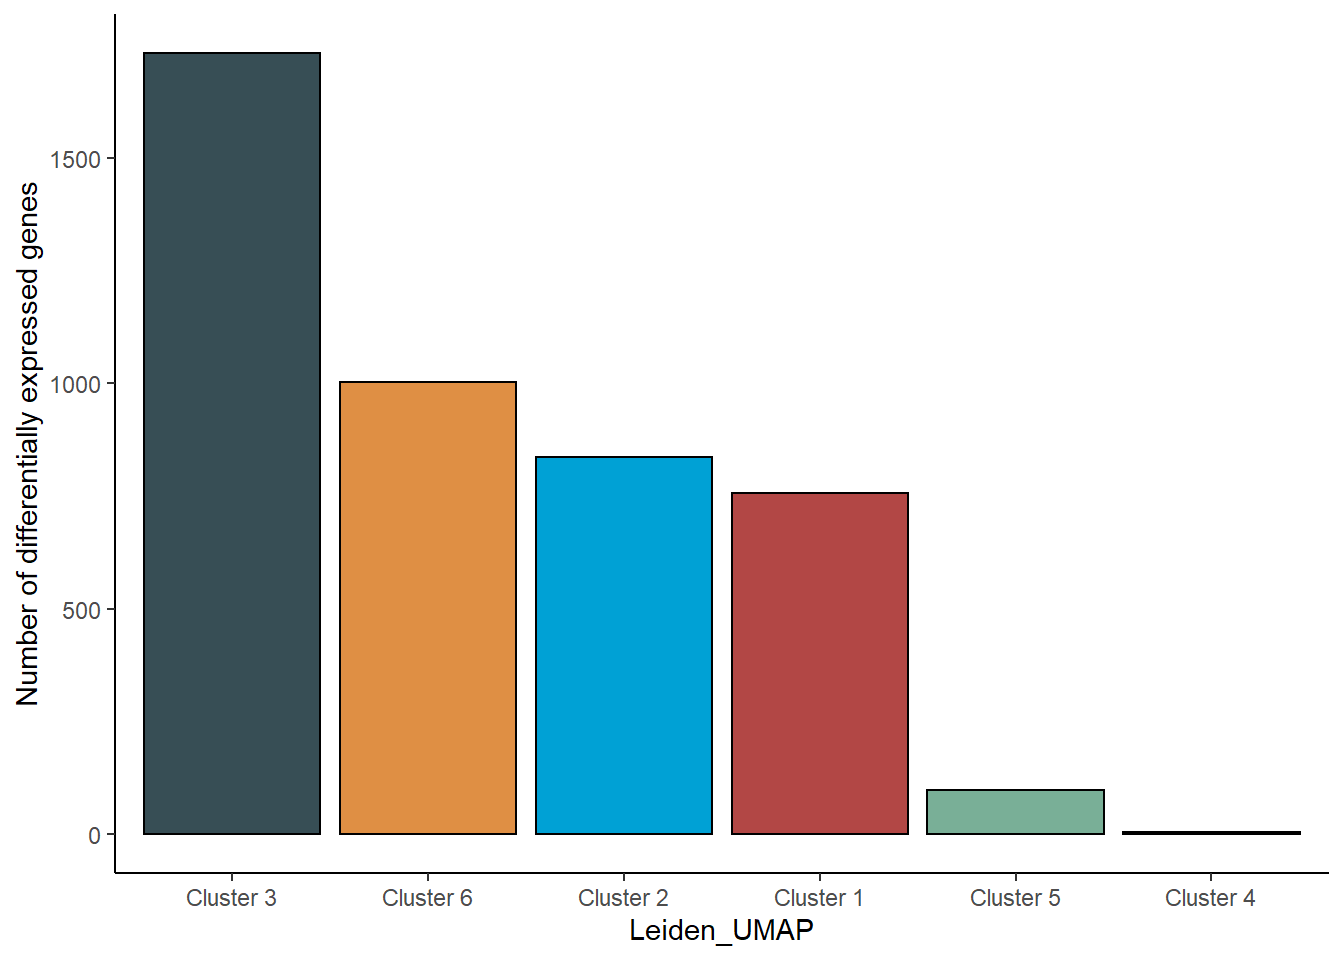 Number of differentially expressed genes
1500
1000
500
0
Cluster 3 Cluster 6 Cluster 2 Cluster 1 Cluster 5 Cluster 4
Leiden_UMAP